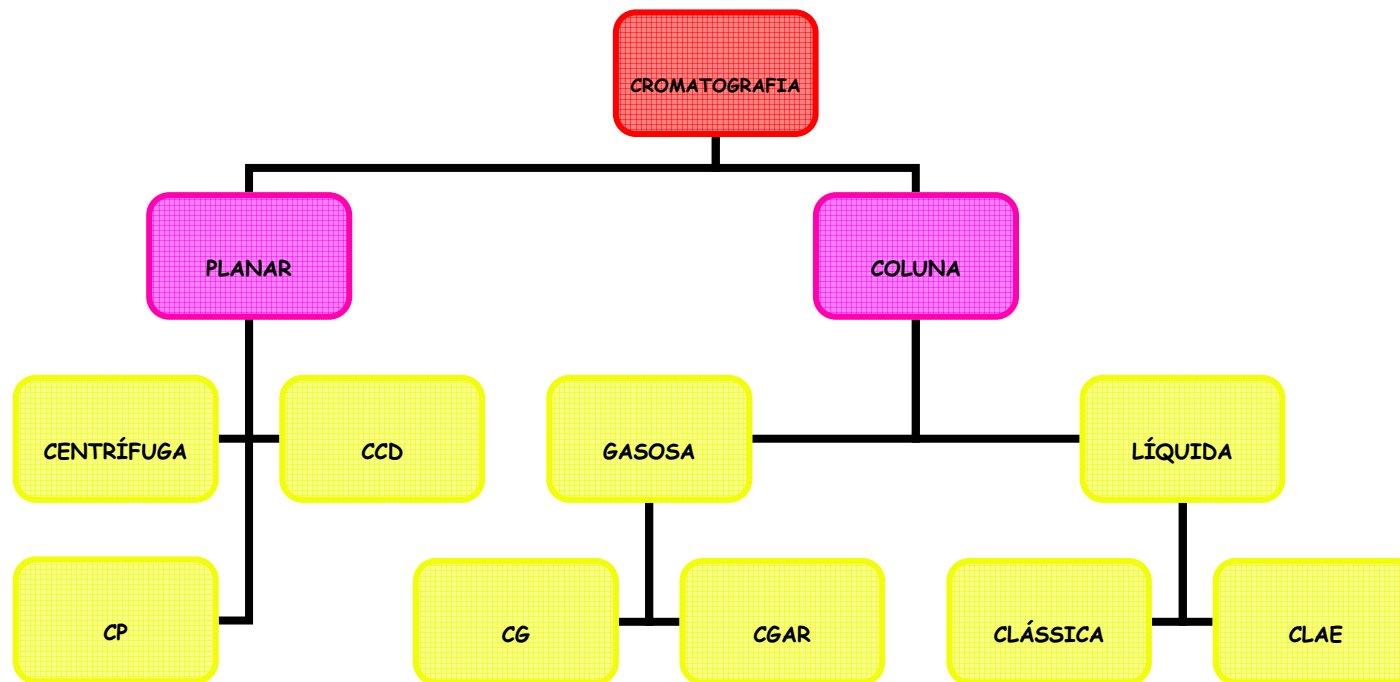 CROMATOGRAFIA
PLANAR
COLUNA
CENTRÍFUGA
CCD
GASOSA
LÍQUIDA
CP
CG
CGAR
CLÁSSICA
CLAE